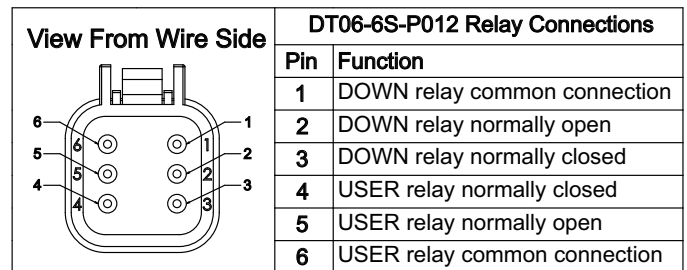 View From Wire Side
6 1
5 2
4 3
6 1
5 2
4 3
DT06-6S-P012 Relay Connections
Pin Function
1 DOWN relay common connection
2 DOWN relay normally open
3 DOWN relay normally closed
4 USER relay normally closed
5 USER relay normally open
6 USER relay common connection